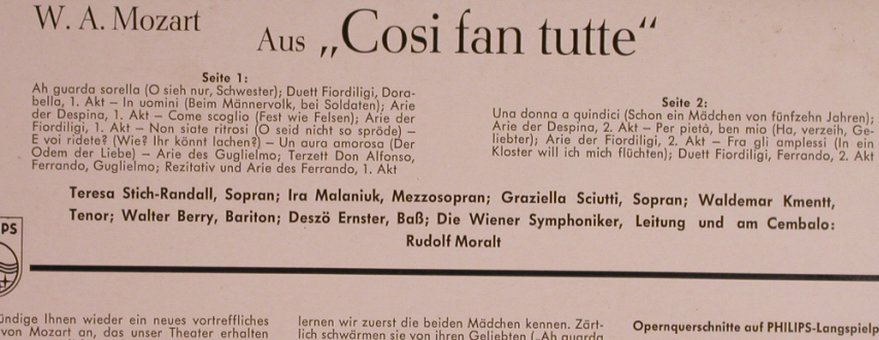 W. A. Mozart
Aus „Cosi fan tutte“
Seite 1:
Ah guarda sorella (O sieh nur, Schwester); Duett Fiordiligi, Dora-
bella, 1. Akt – In uomini (Beim Männervolk, bei Soldaten); Arie
der Despina, 1. Akt – Come scoglio (Fest wie Felsen); Arie der
Fiordiligi, 1. Akt – Non siate ritrosi (O seid nicht so spröde) –
E voi ridete? (Wie? Ihr könnt lachen?) – Un aura amorosa (Der
Odem der Liebe) – Arie des Guglielmo; Terzett Don Alfonso,
Ferrando, Guglielmo; Rezitativ und Arie des Ferrando, 1. Akt
Seite 2:
Una donna a quindici (Schon ein Mädchen von fünfzehn Jahren);
Arie der Despina, 2. Akt – Per pietà, ben mio (Ha, verzeih, Ge-
liebter); Arie der Fiordiligi, 2. Akt – Fra gli amplessi (In ein
Kloster will ich mich flüchten); Duett Fiordiligi, Ferrando, 2. Akt
Teresa Stich-Randall, Sopran; Ira Malaniuk, Mezzosopran; Graziella Sciutti, Sopran; Waldemar Kmentt,
Tenor; Walter Berry, Bariton; Deszö Ernster, Baß; Die Wiener Symphoniker, Leitung und am Cembalo:
Rudolf Moralt
PS
ündige Ihnen wieder ein neues vortreffliches
von Mozart an, das unser Theater erhalten
lernen wir zuerst die beiden Mädchen kennen. Zärt-
lich schwärmen sie von ihren Geliebten („Ah guarda
Opernquerschnitte auf PHILIPS-Langspielp